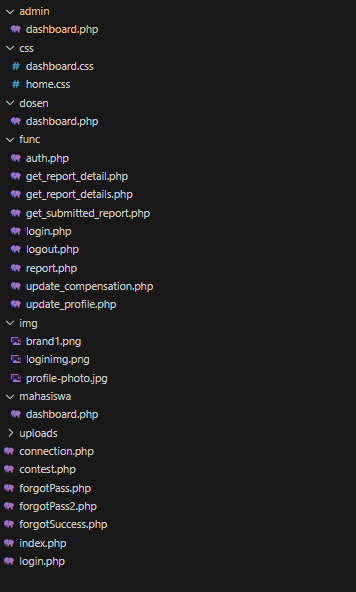 admin
dashboard.php
css
# dashboard.css
# home.css
dosen
dashboard.php
func
auth.php
get_report_detail.php
get_report_details.php
get_submitted_report.php
login.php
logout.php
report.php
update_compensation.php
update_profile.php
img
brand1.png
loginimg.png
profile-photo.jpg
mahasiswa
dashboard.php
uploads
connection.php
contest.php
forgotPass.php
forgotPass2.php
forgotSuccess.php
index.php
login.php